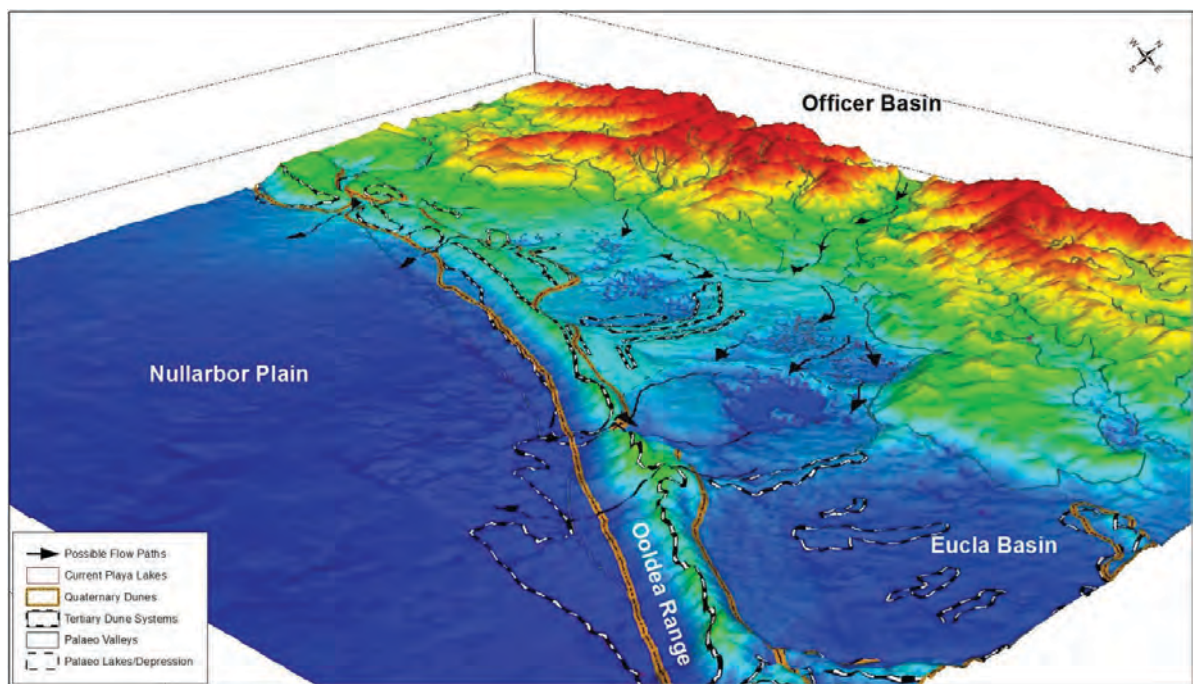 W
N
S
E
Officer Basin
Nullarbor Plain
Eucla Basin
Ooldea Range
Possible Flow Paths
Current Playa Lakes
Quaternary Dunes
Tertiary Dune Systems
Palaeo Valleys
Palaeo Lakes/Depression